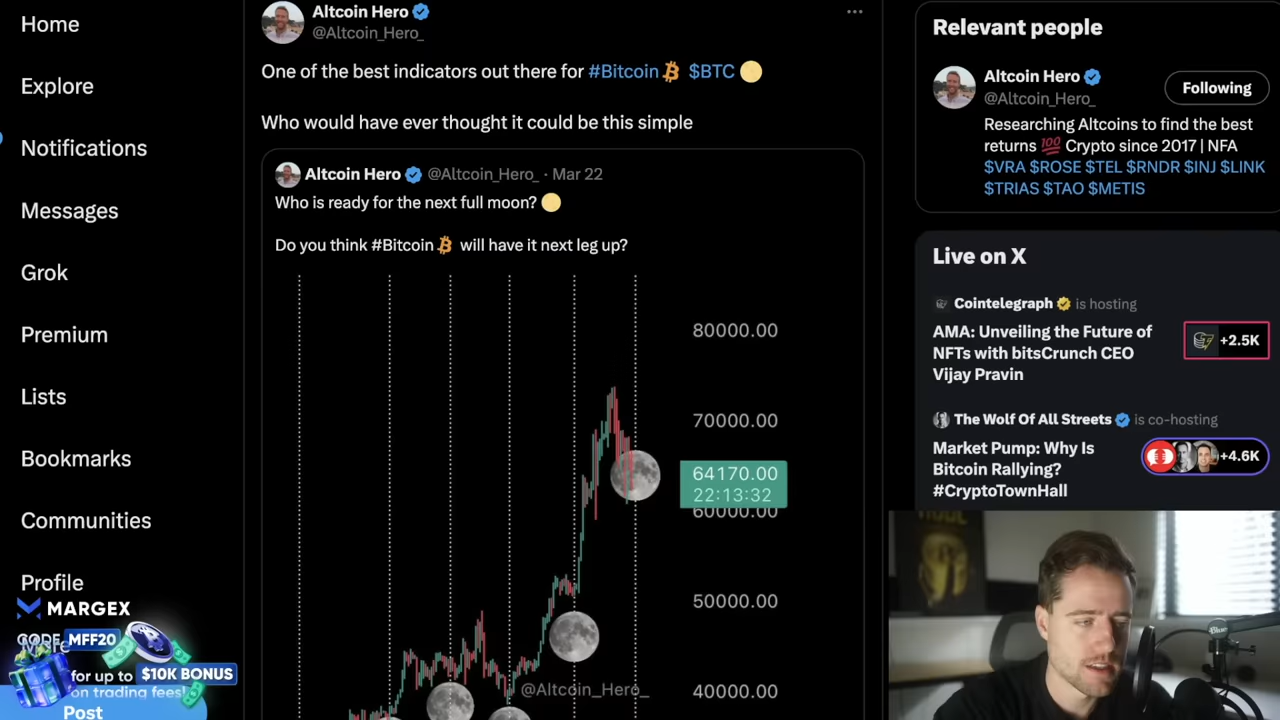 Home
Explore
Notifications
Messages
Grok
Premium
Lists
Bookmarks
Communities
Profile
More
Post
MARGEX
CODE MFF20
for up to $10K BONUS
on trading fees!
Altcoin Hero
@Altcoin_Hero_
One of the best indicators out there for #Bitcoin $BTC
Who would have ever thought it could be this simple
Altcoin Hero @Altcoin_Hero_ · Mar 22
Who is ready for the next full moon?
Do you think #Bitcoin will have it next leg up?
80000.00
70000.00
64170.00
22:13:32
60000.00
50000.00
40000.00
@Altcoin_Hero_
Relevant people
Altcoin Hero
@Altcoin_Hero_
Following
Researching Altcoins to find the best
returns 💯 Crypto since 2017 | NFA
$VRA $ROSE $TEL $RNDR $INJ $LINK
$TRIAS $TAO $METIS
Live on X
Cointelegraph is hosting
AMA: Unveiling the Future of
NFTs with bitsCrunch CEO
Vijay Pravin
+2.5K
The Wolf Of All Streets is co-hosting
Market Pump: Why Is
Bitcoin Rallying?
#CryptoTownHall
+4.6K
Blue